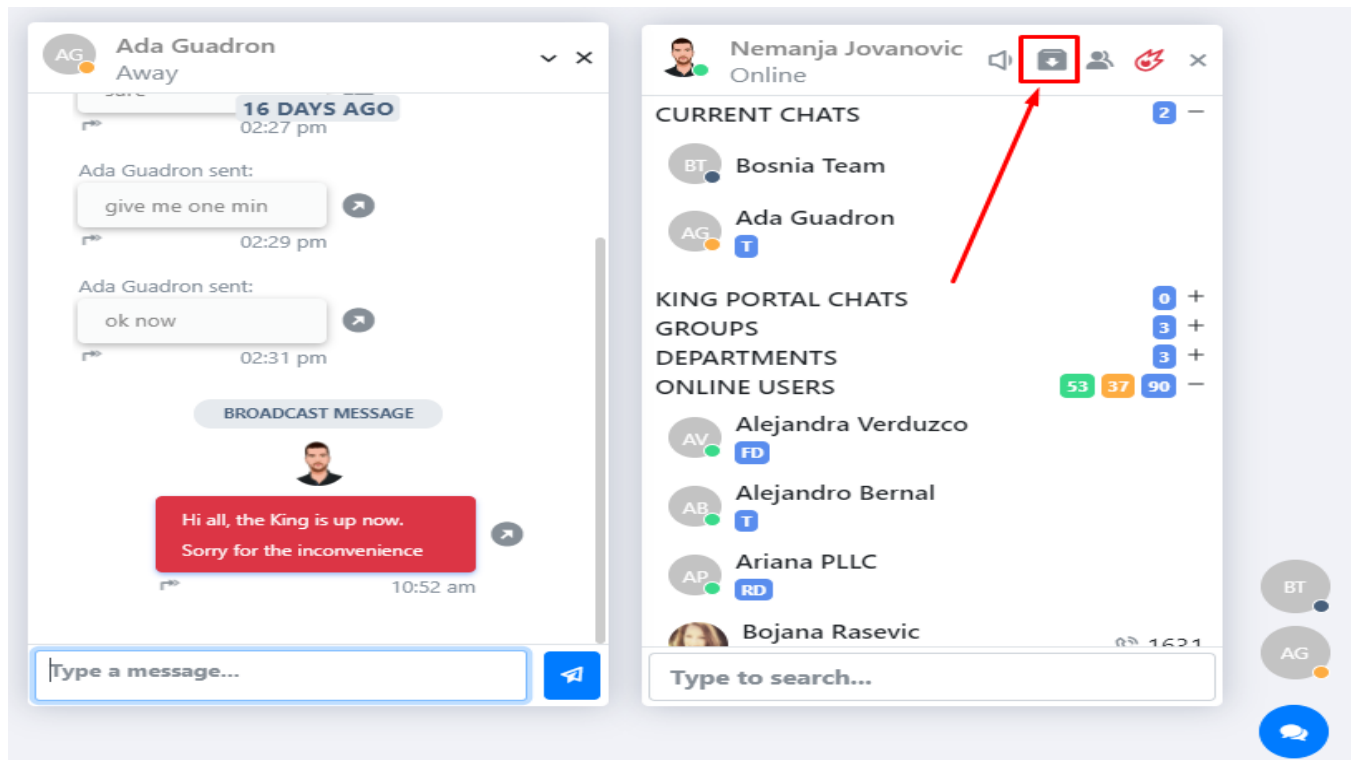 AG
Ada Guadron
Away
16 DAYS AGO
02:27 pm
Ada Guadron sent:
give me one min
02:29 pm
Ada Guadron sent:
ok now
02:31 pm
BROADCAST MESSAGE
Hi all, the King is up now.
Sorry for the inconvenience
10:52 am
Type a message...
Nemanja Jovanovic
Online
CURRENT CHATS 2
BT Bosnia Team
AG Ada Guadron
T
KING PORTAL CHATS 0
GROUPS 3
DEPARTMENTS 3
ONLINE USERS 53 37 90
AV Alejandra Verduzco
FD
AB Alejandro Bernal
T
AP Ariana PLLC
RD
Bojana Rasevic
1631
Type to search...
BT
AG